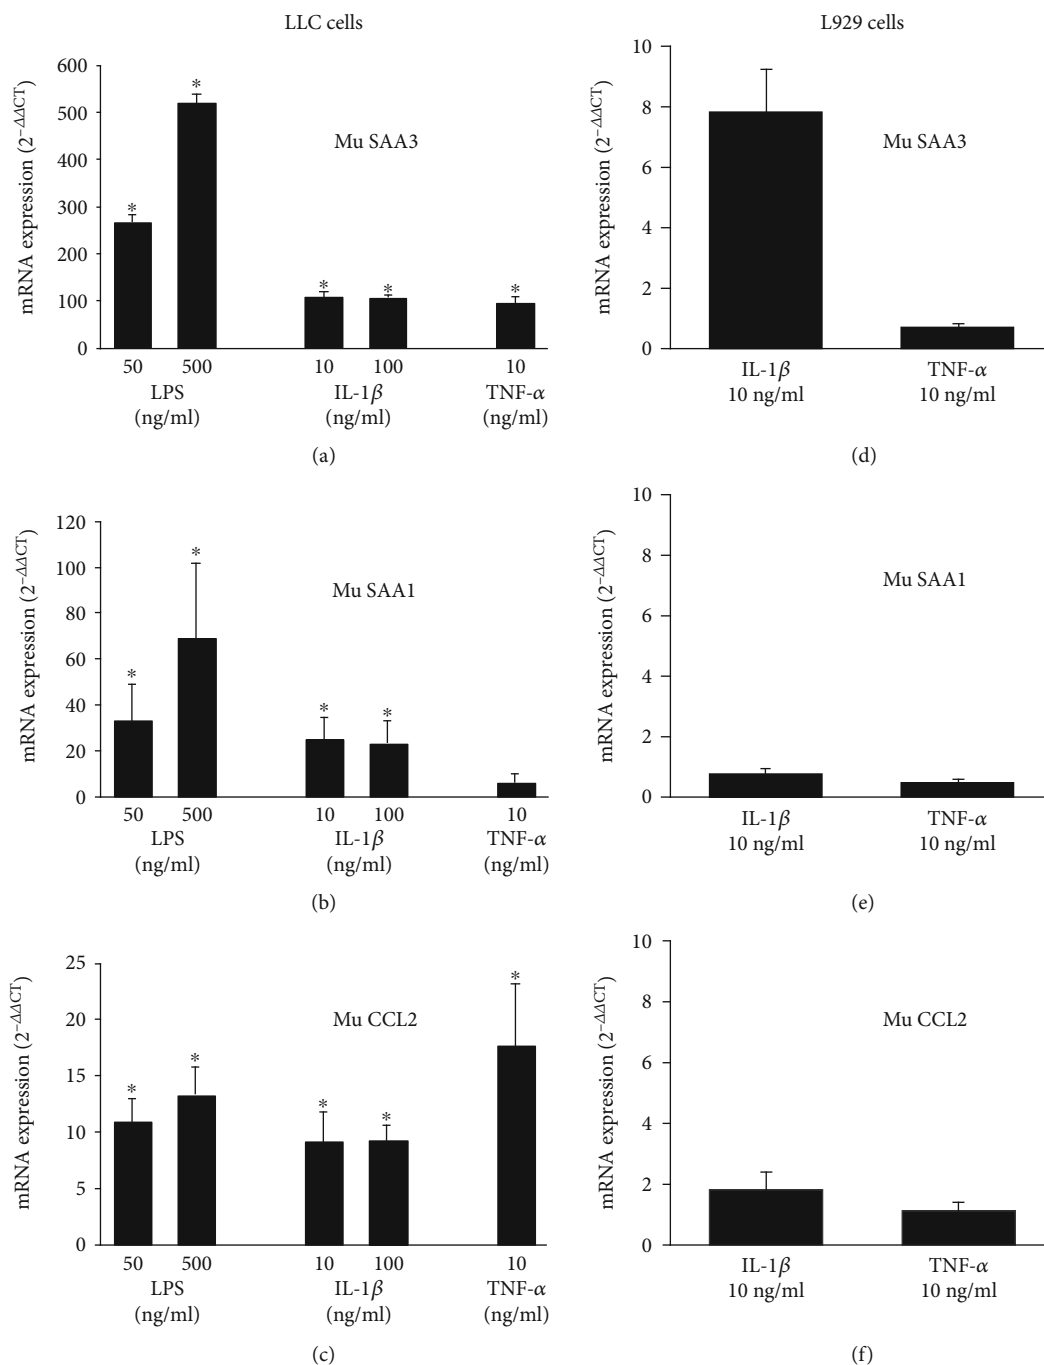 LLC cells
mRNA expression (2^−ΔΔCT)
600
500
400
300
200
100
0
*
*
*
*
*
Mu SAA3
50 500 10 100 10
LPS IL-1β TNF-α
(ng/ml) (ng/ml) (ng/ml)
(a)
L929 cells
mRNA expression (2^−ΔΔCT)
10
8
6
4
2
0
Mu SAA3
IL-1β TNF-α
10 ng/ml 10 ng/ml
(d)
mRNA expression (2^−ΔΔCT)
120
100
80
60
40
20
0
*
*
*
*
Mu SAA1
50 500 10 100 10
LPS IL-1β TNF-α
(ng/ml) (ng/ml) (ng/ml)
(b)
mRNA expression (2^−ΔΔCT)
10
8
6
4
2
0
Mu SAA1
IL-1β TNF-α
10 ng/ml 10 ng/ml
(e)
mRNA expression (2^−ΔΔCT)
25
20
15
10
5
0
*
*
*
*
*
Mu CCL2
50 500 10 100 10
LPS IL-1β TNF-α
(ng/ml) (ng/ml) (ng/ml)
(c)
mRNA expression (2^−ΔΔCT)
10
8
6
4
2
0
Mu CCL2
IL-1β TNF-α
10 ng/ml 10 ng/ml
(f)